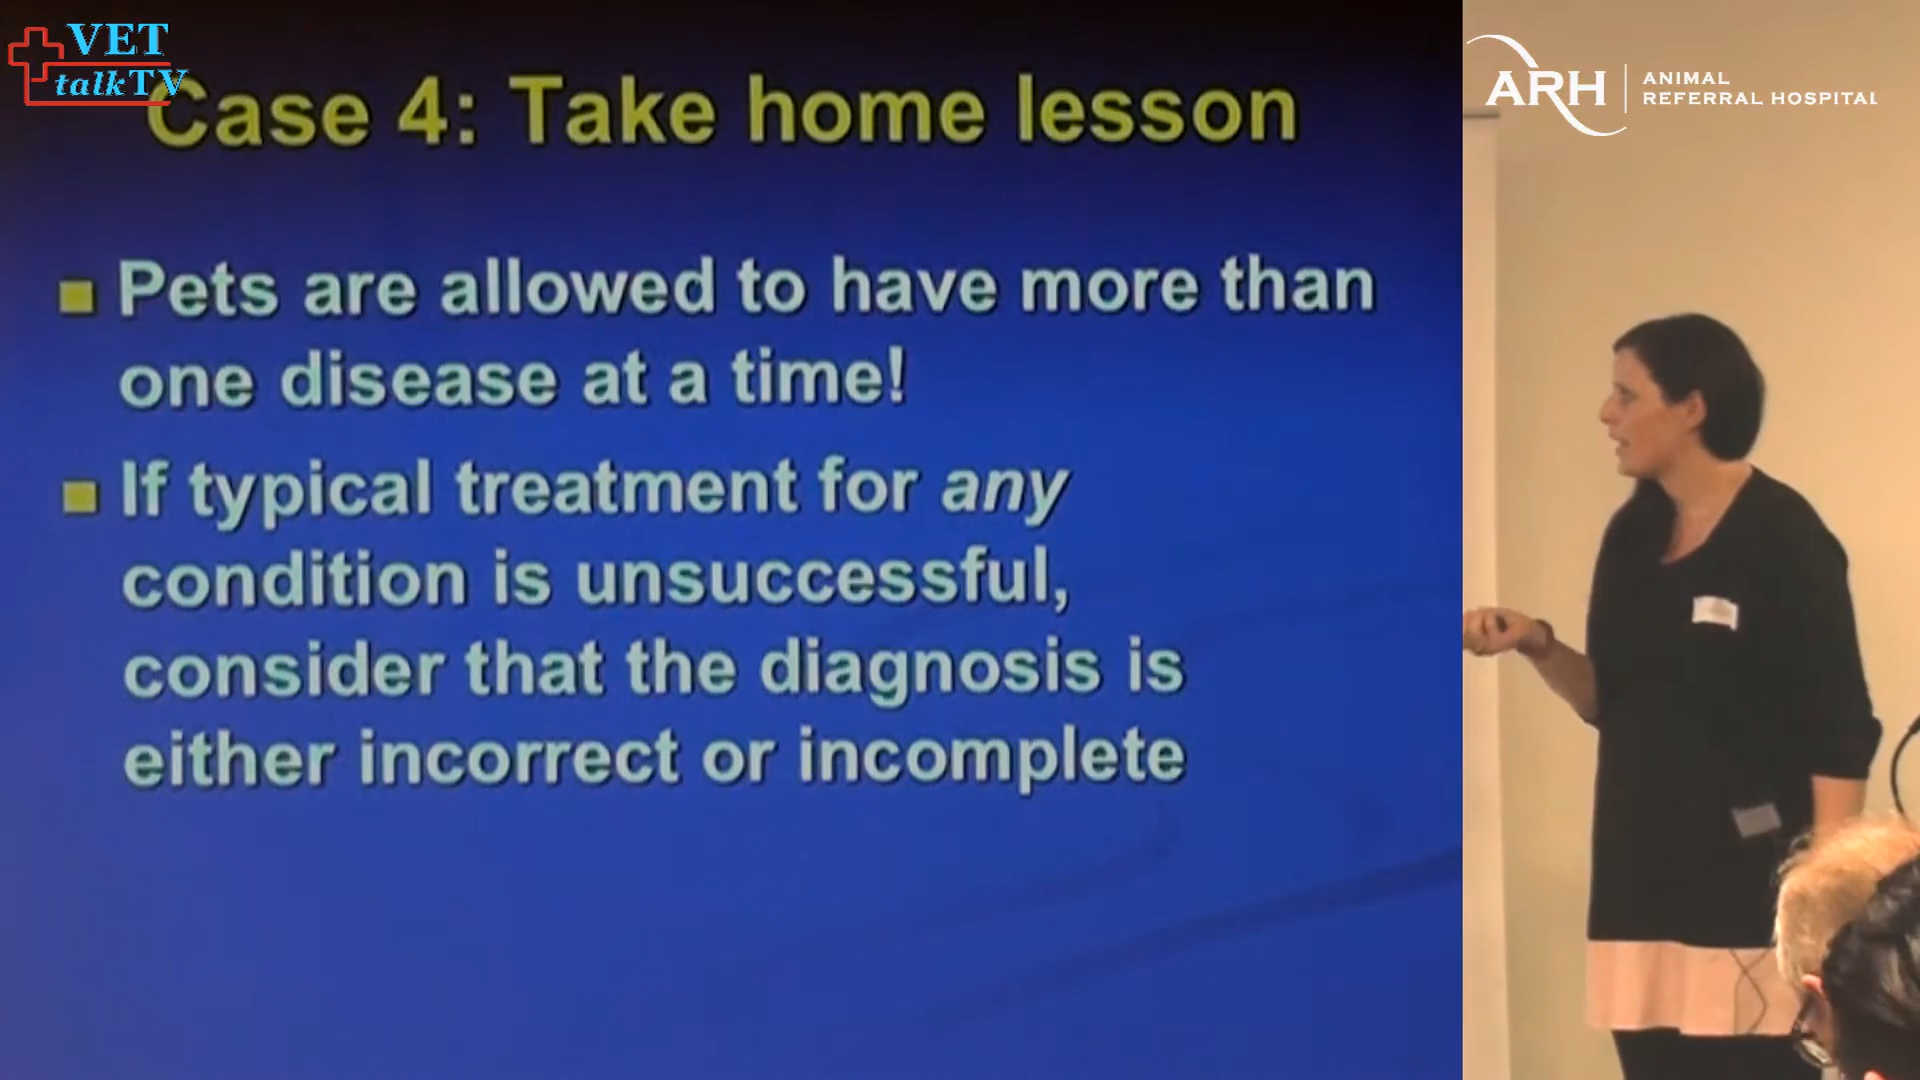 VET
talkTV
Case 4: Take home lesson
Pets are allowed to have more than
one disease at a time!
If typical treatment for any
condition is unsuccessful,
consider that the diagnosis is
either incorrect or incomplete
ARH
ANIMAL
REFERRAL HOSPITAL